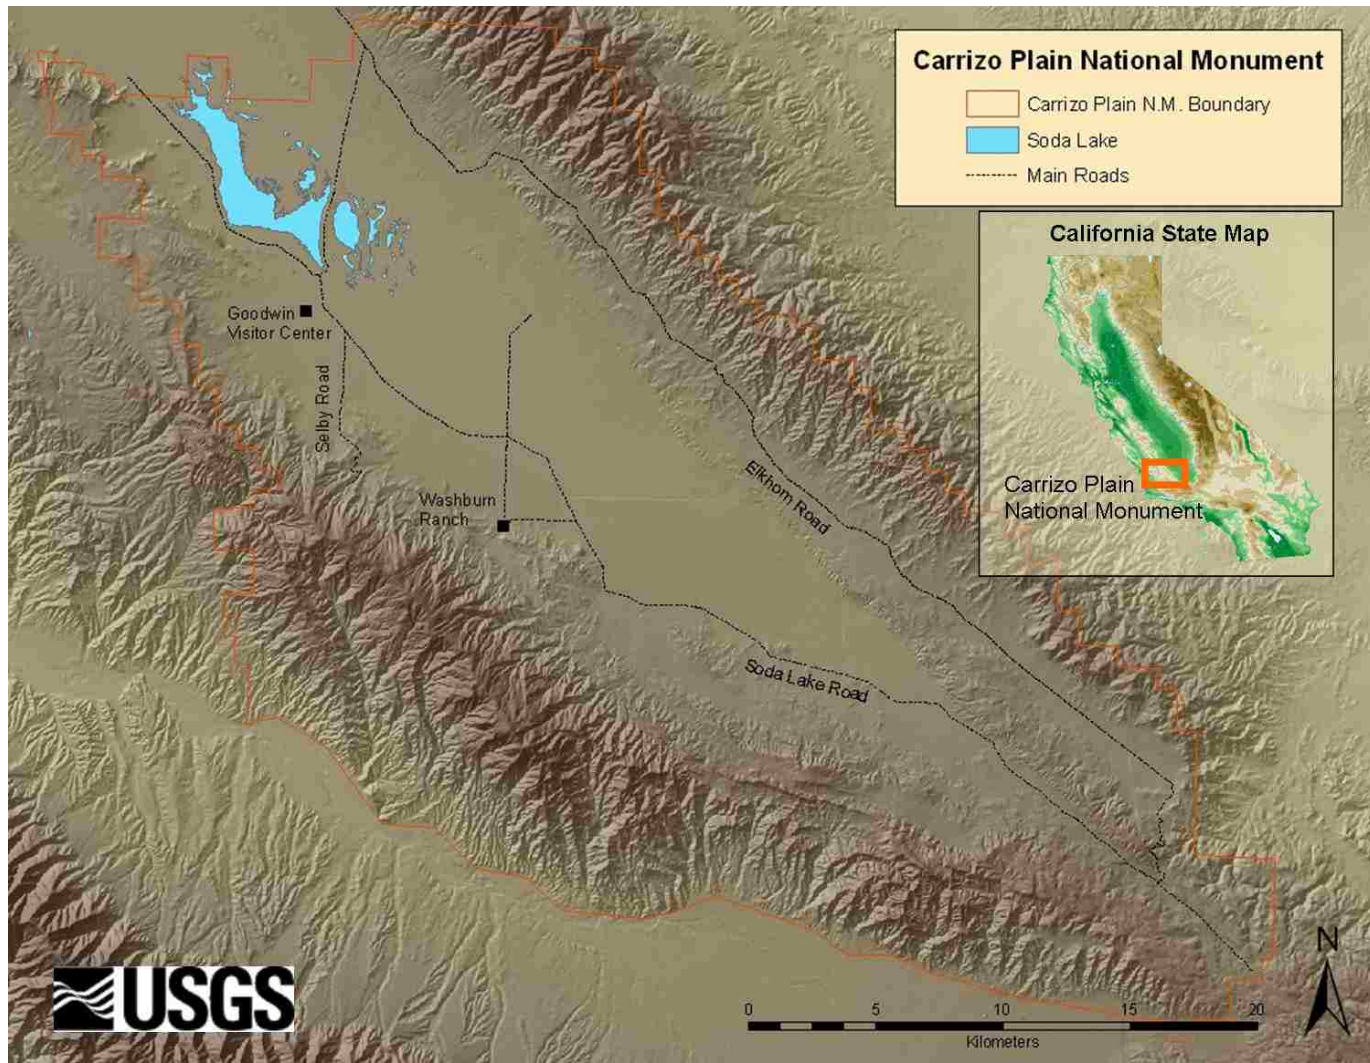 Carrizo Plain National Monument
Carrizo Plain N.M. Boundary
Soda Lake
Main Roads
California State Map
Carrizo Plain
National Monument
Goodwin
Visitor Center
Selby Road
Washburn
Ranch
Elkhorn Road
Soda Lake Road
N
USGS
0 5 10 15 20
Kilometers